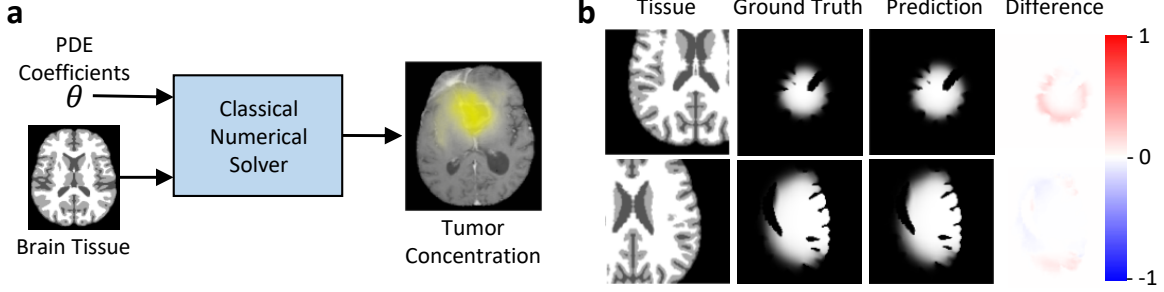 a
PDE
Coefficients
θ
Classical
Numerical
Solver
Brain Tissue
Tumor
Concentration
b
Tissue
Ground Truth
Prediction
Difference
1
0
-1